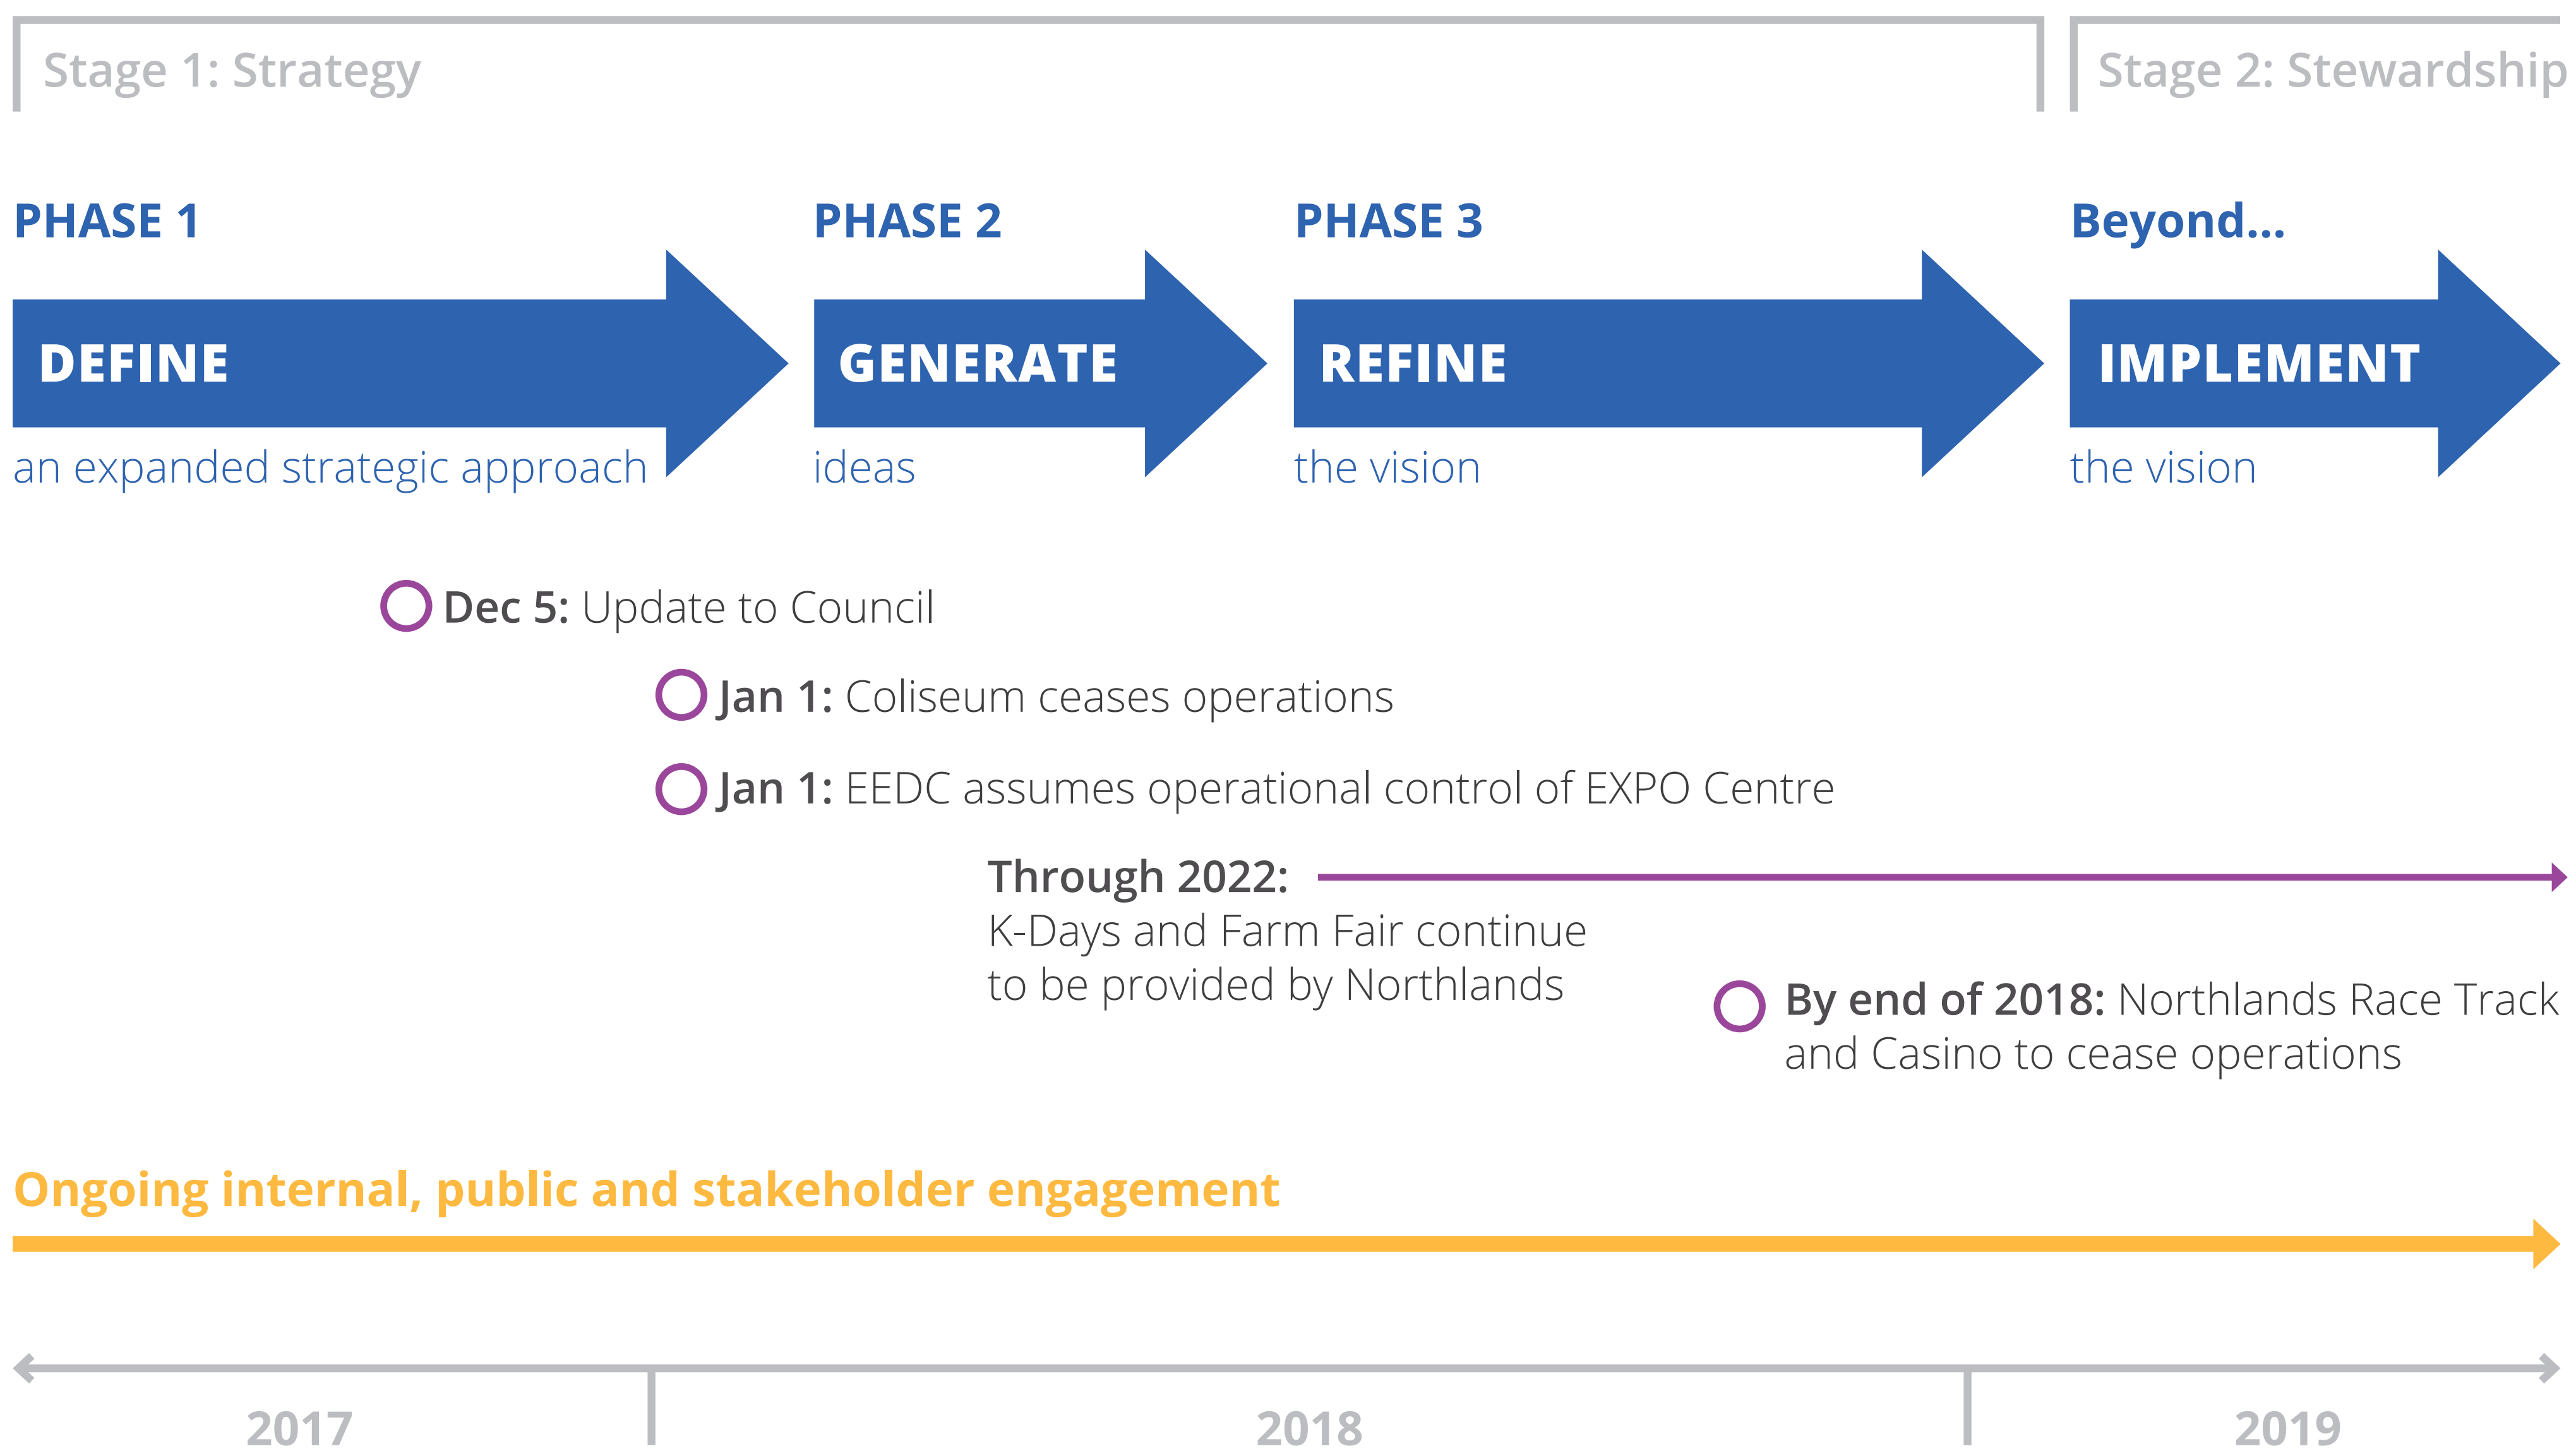 Stage 1: Strategy
Stage 2: Stewardship
PHASE 1
PHASE 2
PHASE 3
Beyond...
DEFINE
GENERATE
REFINE
IMPLEMENT
an expanded strategic approach
ideas
the vision
the vision
Dec 5: Update to Council
Jan 1: Coliseum ceases operations
Jan 1: EEDC assumes operational control of EXPO Centre
Through 2022:
K-Days and Farm Fair continue
to be provided by Northlands
By end of 2018: Northlands Race Track
and Casino to cease operations
Ongoing internal, public and stakeholder engagement
2017
2018
2019